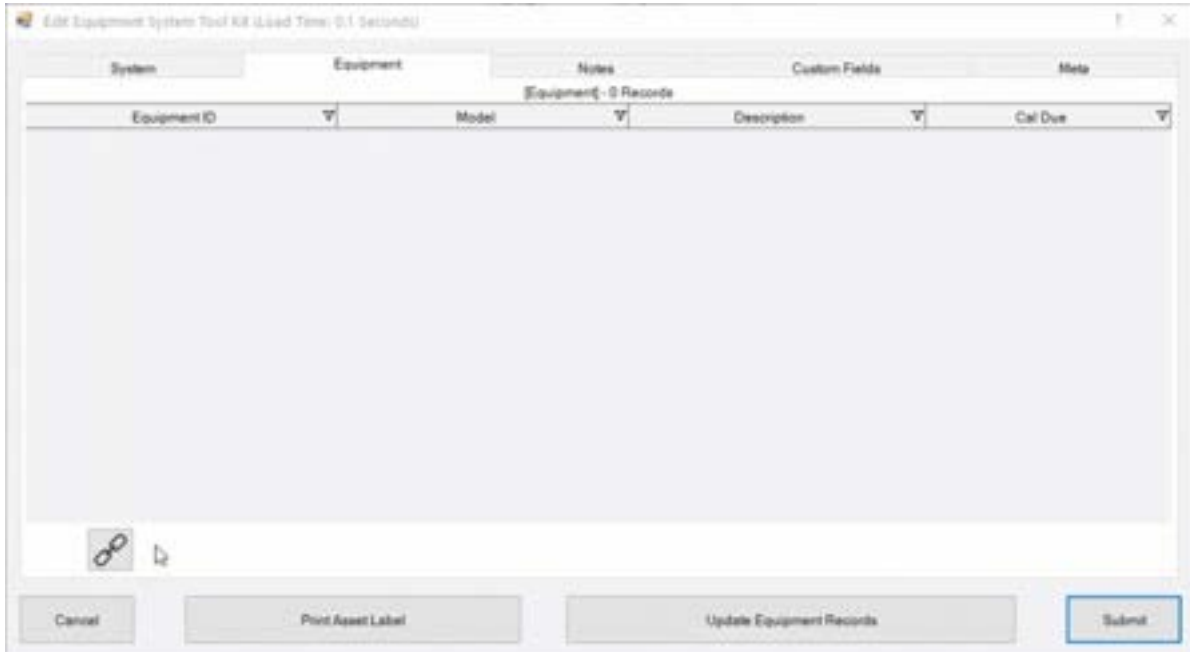 Edit Equipment System Tool Kit (Load Time: 0.1 Seconds)
System Equipment Notes Custom Fields Meta
[Equipment] - 0 Records
Equipment ID Model Description Cal Due
Cancel Print Asset Label Update Equipment Records Submit